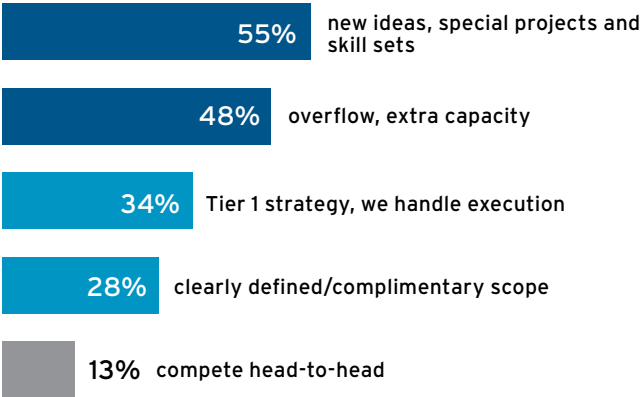 55% new ideas, special projects and
skill sets
48% overflow, extra capacity
34% Tier 1 strategy, we handle execution
28% clearly defined/complimentary scope
13% compete head-to-head